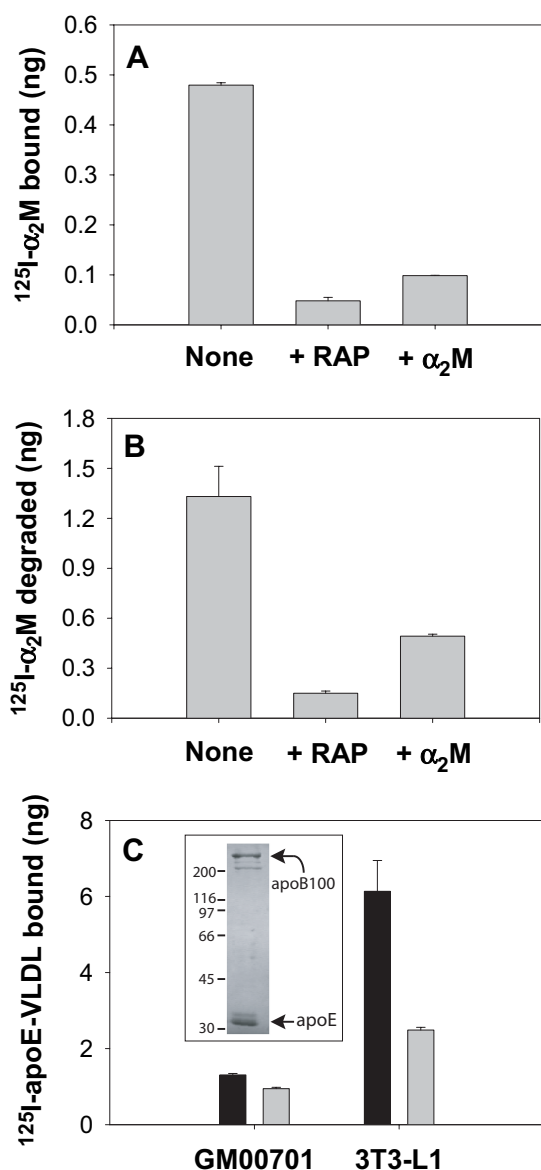 A
¹²⁵I-α₂M bound (ng)
0.6
0.5
0.4
0.3
0.2
0.1
0.0
None + RAP + α₂M
B
¹²⁵I-α₂M degraded (ng)
1.8
1.5
1.2
0.9
0.6
0.3
0.0
None + RAP + α₂M
C
¹²⁵I-apoE-VLDL bound (ng)
8
6
4
2
0
200
116
97
66
45
30
apoB100
apoE
GM00701 3T3-L1